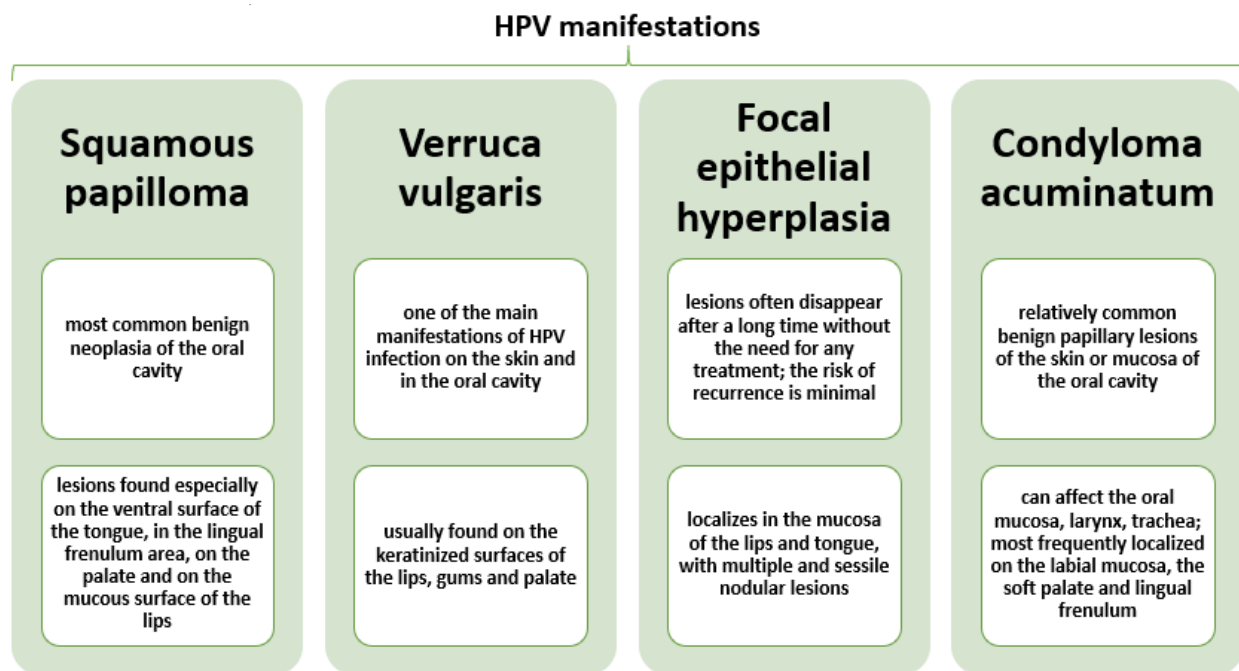 HPV manifestations
Squamous
papilloma
most common benign
neoplasia of the oral
cavity
lesions found especially
on the ventral surface of
the tongue, in the lingual
frenulum area, on the
palate and on the
mucous surface of the
lips
Verruca
vulgaris
one of the main
manifestations of HPV
infection on the skin and
in the oral cavity
usually found on the
keratinized surfaces of
the lips, gums and palate
Focal
epithelial
hyperplasia
lesions often disappear
after a long time without
the need for any
treatment; the risk of
recurrence is minimal
localizes in the mucosa
of the lips and tongue,
with multiple and sessile
nodular lesions
Condyloma
acuminatum
relatively common
benign papillary lesions
of the skin or mucosa of
the oral cavity
can affect the oral
mucosa, larynx, trachea;
most frequently localized
on the labial mucosa, the
soft palate and lingual
frenulum